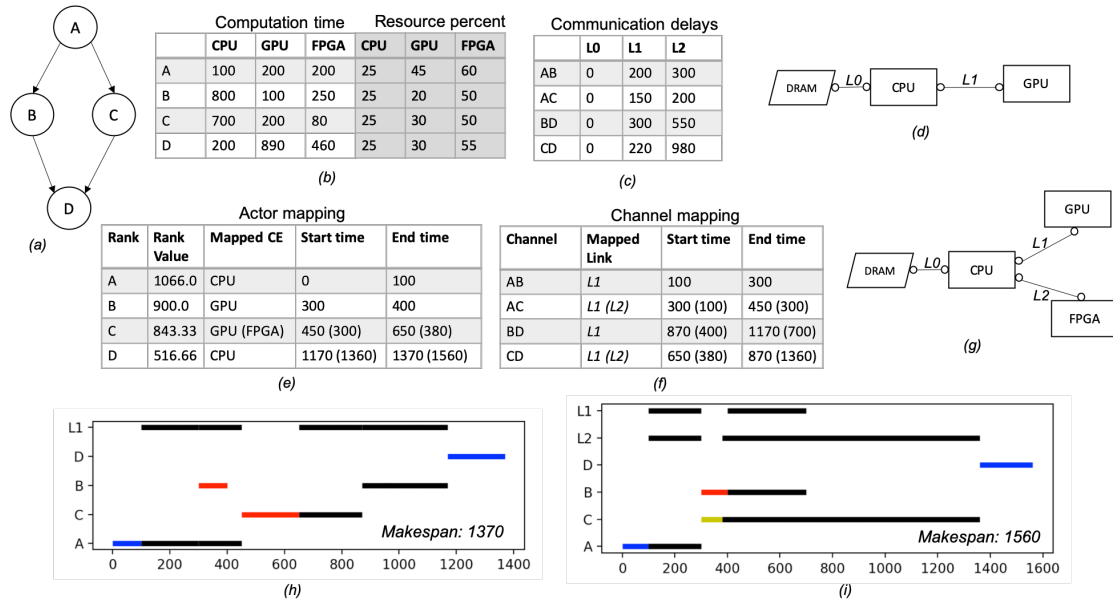 A
B
C
D
(a)
Computation time Resource percent
CPU GPU FPGA CPU GPU FPGA
A 100 200 200 25 45 60
B 800 100 250 25 20 50
C 700 200 80 25 30 50
D 200 890 460 25 30 55
(b)
Communication delays
L0 L1 L2
AB 0 200 300
AC 0 150 200
BD 0 300 550
CD 0 220 980
(c)
DRAM L0 CPU L1 GPU
(d)
Actor mapping
Rank Rank Value Mapped CE Start time End time
A 1066.0 CPU 0 100
B 900.0 GPU 300 400
C 843.33 GPU (FPGA) 450 (300) 650 (380)
D 516.66 CPU 1170 (1360) 1370 (1560)
(e)
Channel mapping
Channel Mapped Link Start time End time
AB L1 100 300
AC L1 (L2) 300 (100) 450 (300)
BD L1 870 (400) 1170 (700)
CD L1 (L2) 650 (380) 870 (1360)
(f)
GPU
L1
DRAM L0 CPU
L2
FPGA
(g)
L1
D
B
C
A
Makespan: 1370
0 200 400 600 800 1000 1200 1400
(h)
L1
L2
D
B
C
A
Makespan: 1560
0 200 400 600 800 1000 1200 1400 1600
(i)